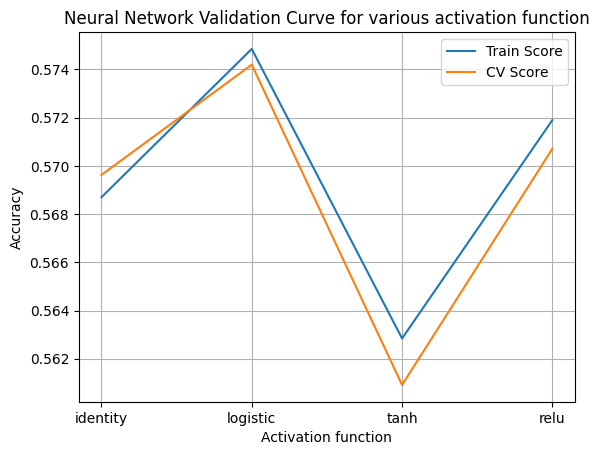 Neural Network Validation Curve for various activation function
Train Score
CV Score
0.574
0.572
0.570
0.568
0.566
0.564
0.562
Accuracy
identity
logistic
tanh
relu
Activation function